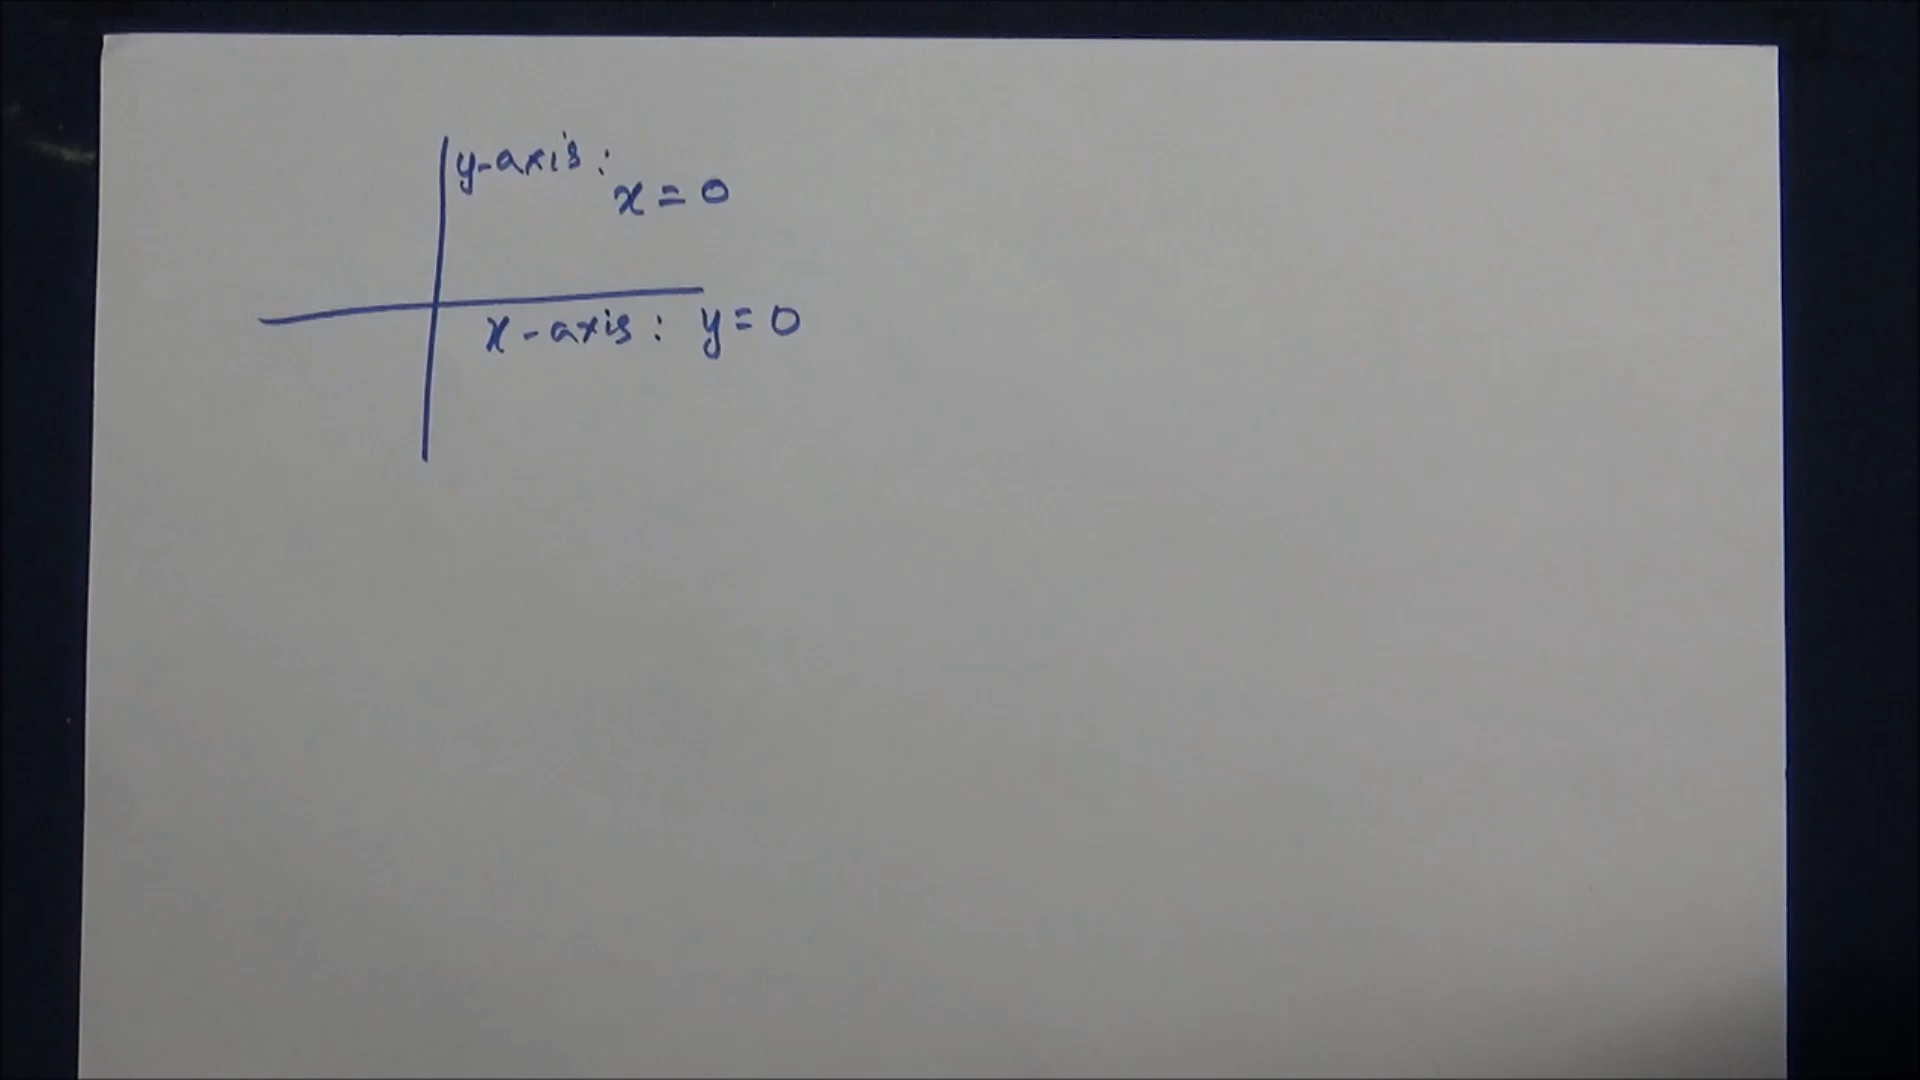 y-axis:
x = 0
x-axis: y = 0